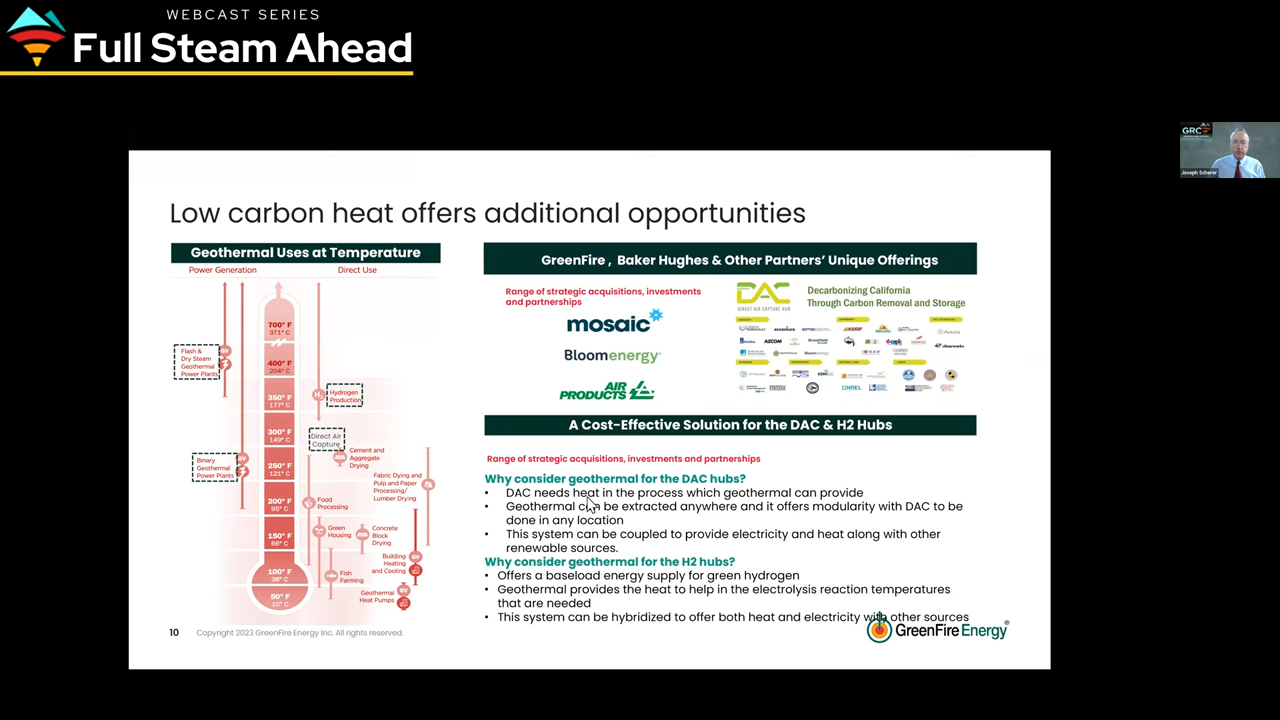 WEBCAST SERIES
Full Steam Ahead
GRC
Joseph Scherer
Low carbon heat offers additional opportunities
Geothermal Uses at Temperature
Power Generation
Direct Use
700° F
371° C
400° F
204° C
350° F
177° C
300° F
149° C
250° F
121° C
200° F
95° C
150° F
66° C
100° F
38° C
50° F
10° C
Flash &
Dry Steam
Geothermal
Power Plants
Binary
Geothermal
Power Plants
Hydrogen
Production
Direct Air
Capture
Cement and
Aggregate
Drying
Fabric Dying and
Pulp and Paper
Processing/
Lumber Drying
Food
Processing
Green
Housing
Concrete
Block
Drying
Building
Heating
and Cooling
Fish
Farming
Geothermal
Heat Pumps
10
Copyright 2023 GreenFire Energy Inc. All rights reserved.
GreenFire , Baker Hughes & Other Partners' Unique Offerings
Range of strategic acquisitions, investments
and partnerships
mosaic
Bloomenergy
AIR
PRODUCTS
DAC
DIRECT AIR CAPTURE HUB
Decarbonizing California
Through Carbon Removal and Storage
accenture
AECOM
climeworks
NREL
A Cost-Effective Solution for the DAC & H2 Hubs
Range of strategic acquisitions, investments and partnerships
Why consider geothermal for the DAC hubs?
• DAC needs heat in the process which geothermal can provide
• Geothermal can be extracted anywhere and it offers modularity with DAC to be
done in any location
• This system can be coupled to provide electricity and heat along with other
renewable sources.
Why consider geothermal for the H2 hubs?
• Offers a baseload energy supply for green hydrogen
• Geothermal provides the heat to help in the electrolysis reaction temperatures
that are needed
• This system can be hybridized to offer both heat and electricity with other sources
GreenFire Energy®